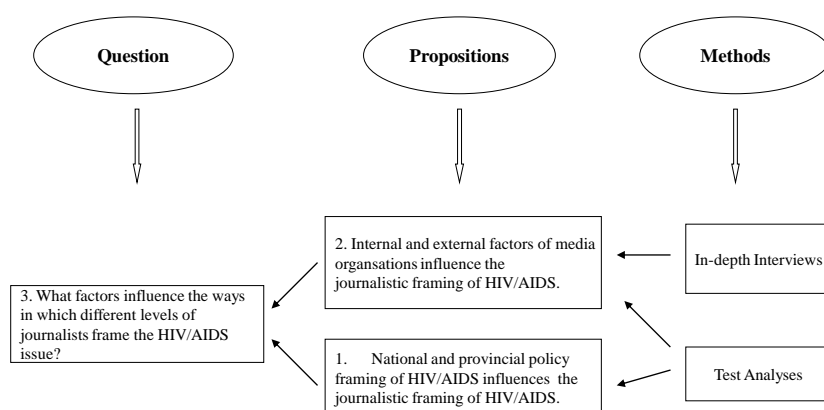 Question
Propositions
Methods
2. Internal and external factors of media
organsations influence the
journalistic framing of HIV/AIDS.
In-depth Interviews
3. What factors influence the ways
in which different levels of
journalists frame the HIV/AIDS
issue?
1. National and provincial policy
framing of HIV/AIDS influences the
journalistic framing of HIV/AIDS.
Test Analyses